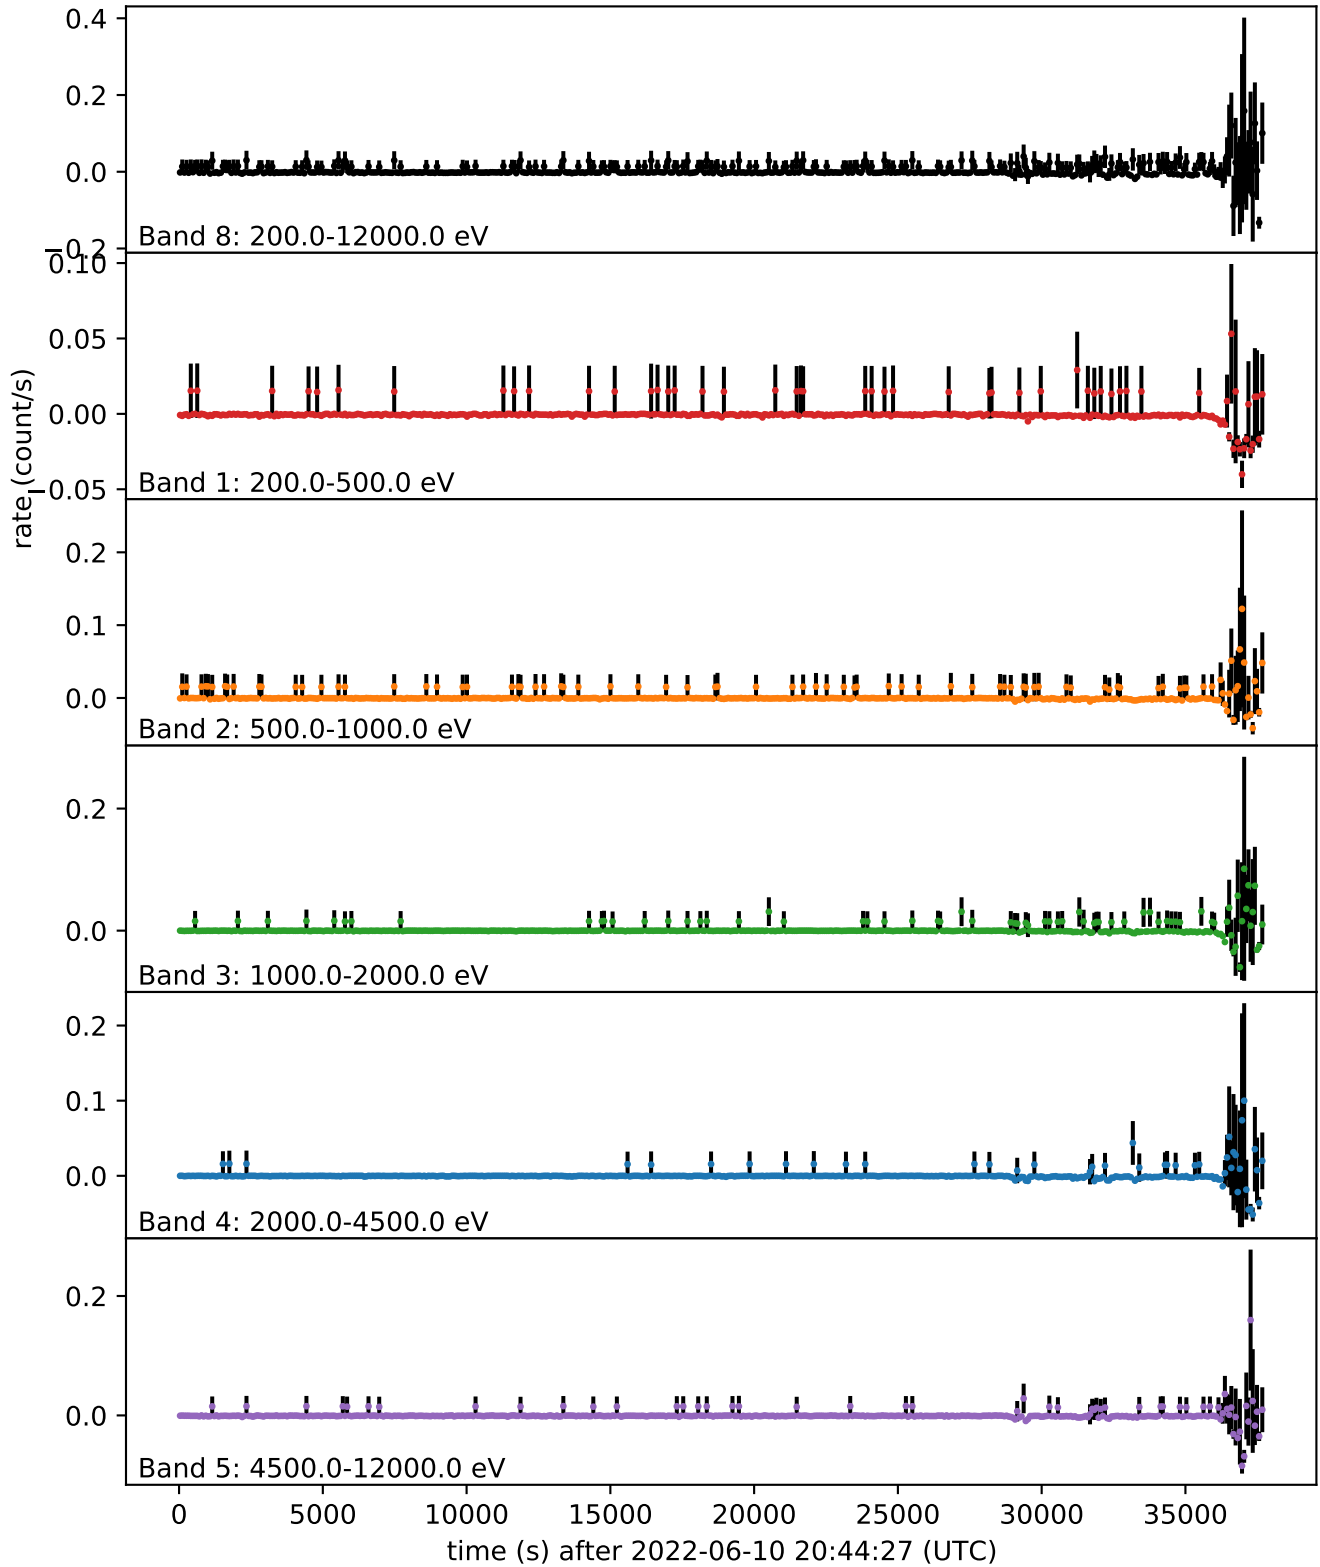 0.4
0.2
0.0
−0.2
Band 8: 200.0-12000.0 eV
0.10
0.05
0.00
−0.05
Band 1: 200.0-500.0 eV
rate (count/s)
0.2
0.1
0.0
Band 2: 500.0-1000.0 eV
0.2
0.0
Band 3: 1000.0-2000.0 eV
0.2
0.1
0.0
Band 4: 2000.0-4500.0 eV
0.2
0.0
Band 5: 4500.0-12000.0 eV
0 5000 10000 15000 20000 25000 30000 35000
time (s) after 2022-06-10 20:44:27 (UTC)